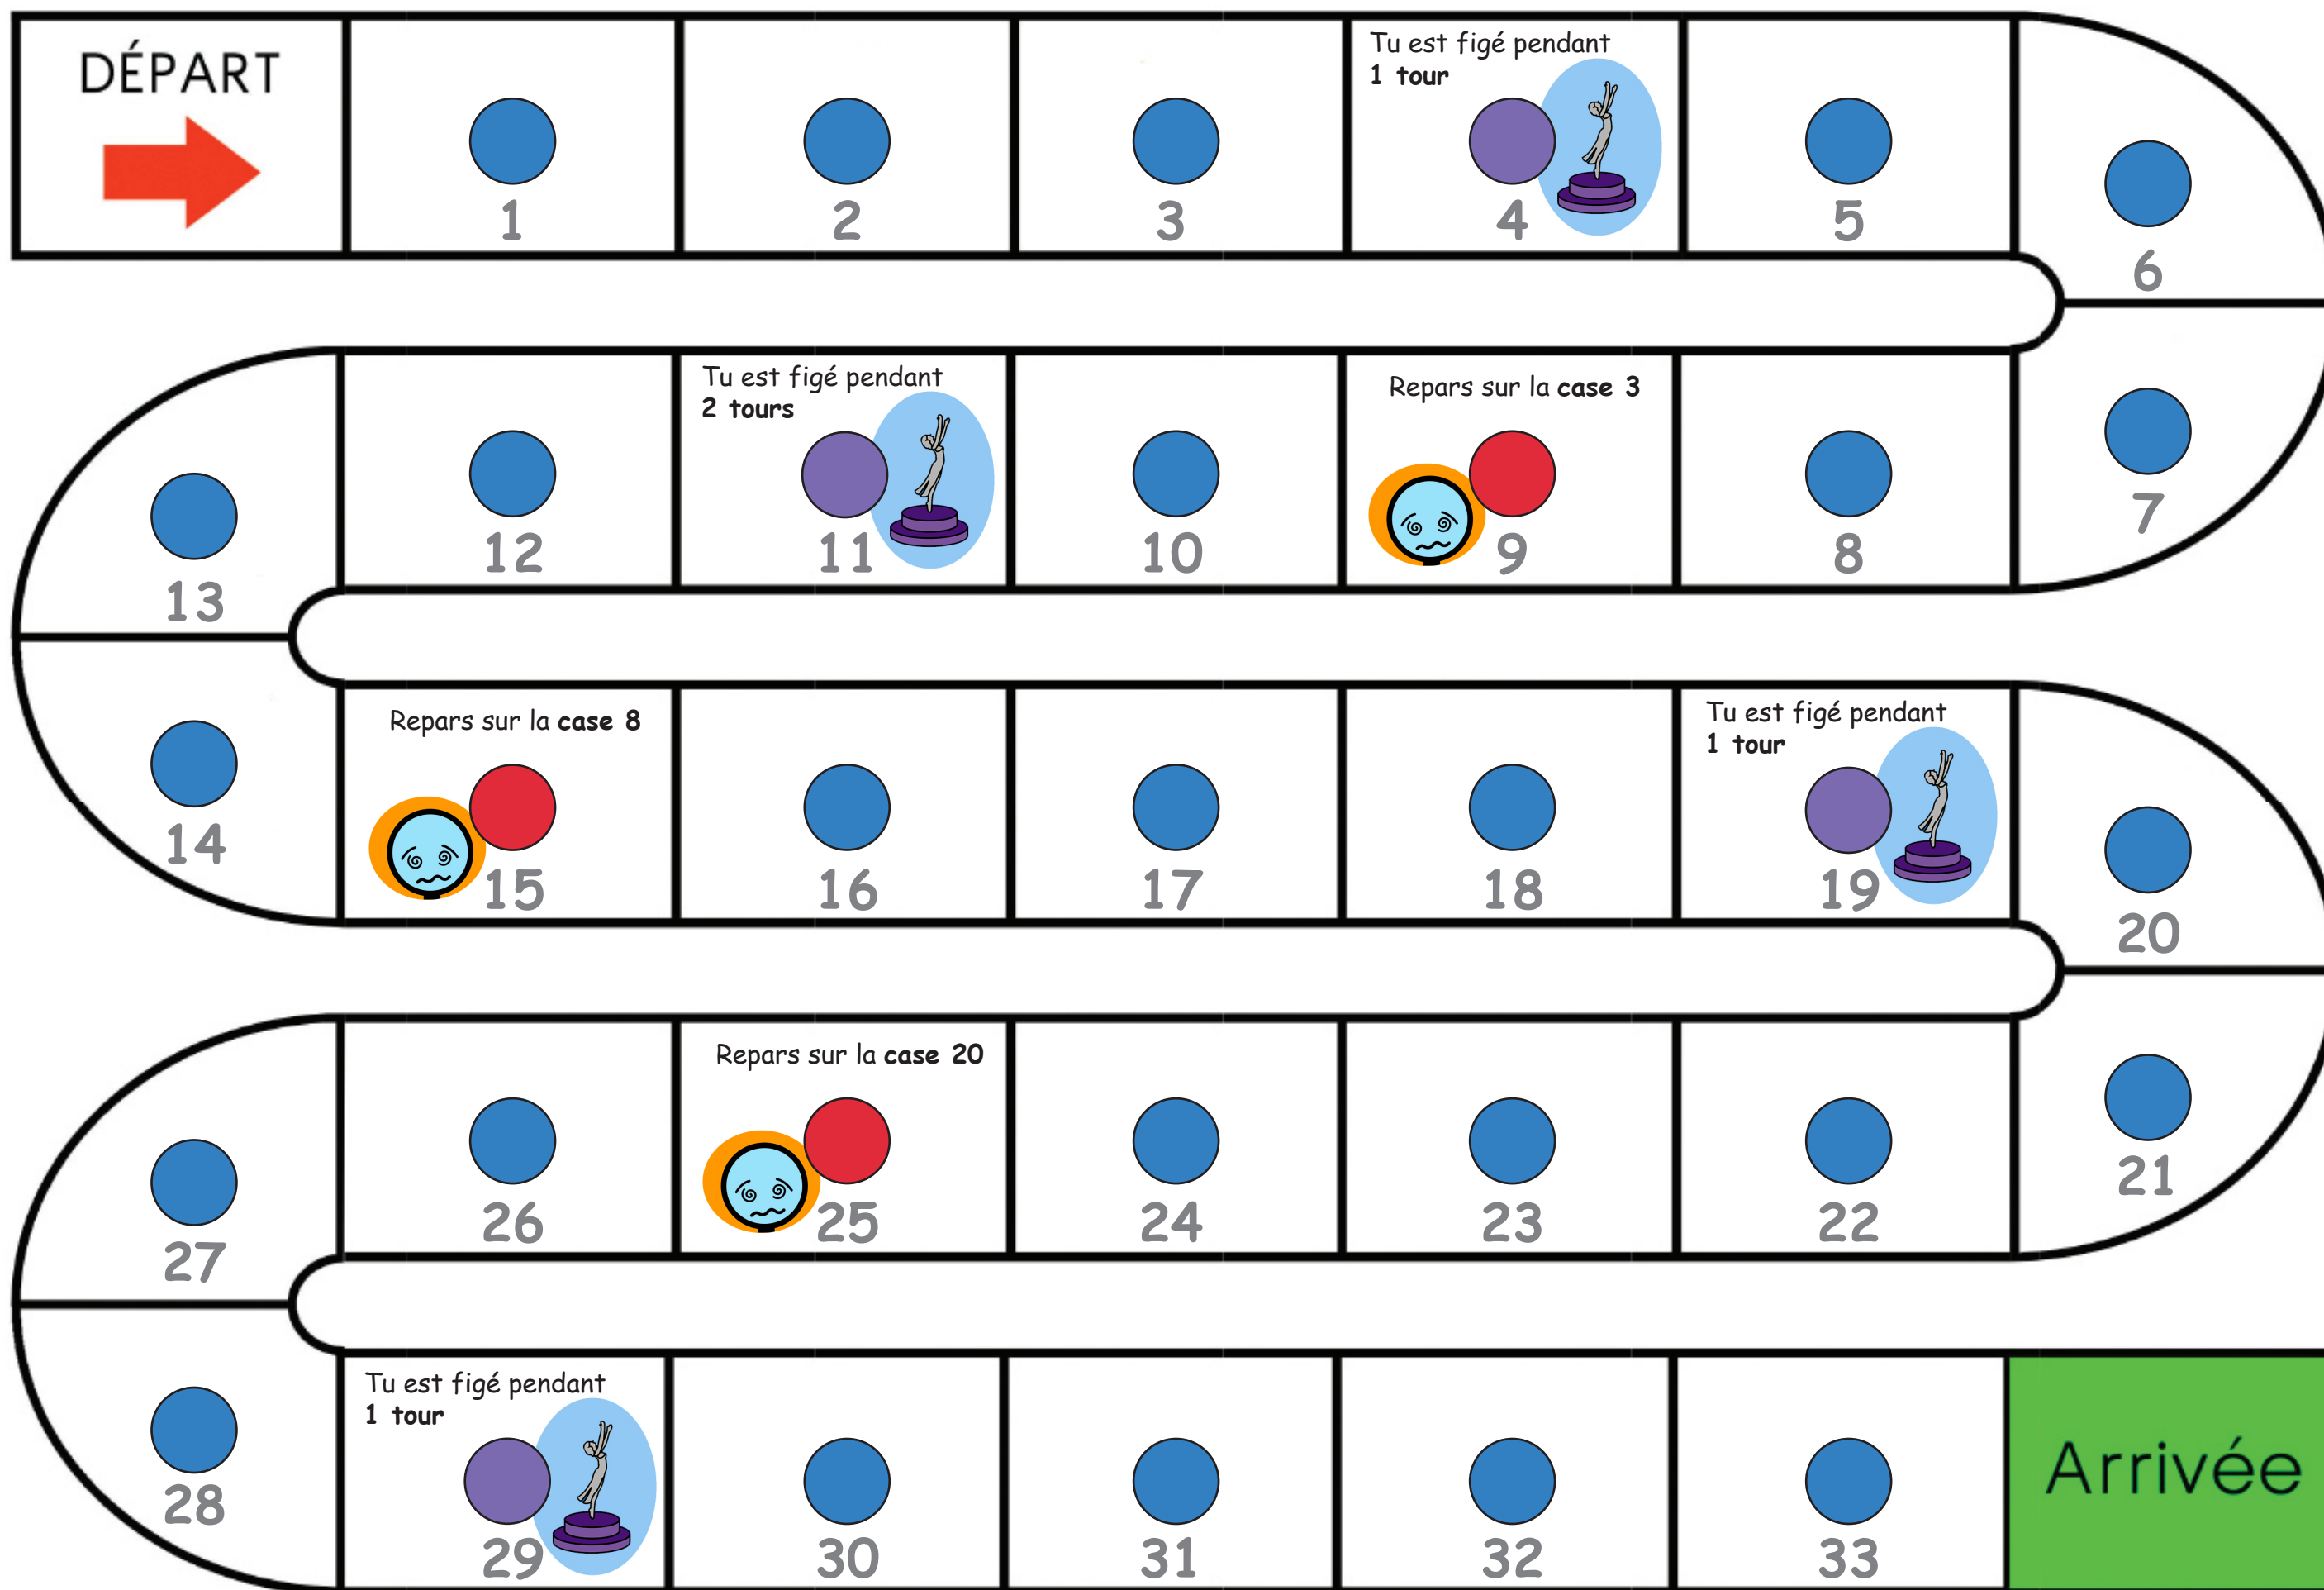 DÉPART
1
2
3
Tu est figé pendant
1 tour
4
5
6
7
8
Repars sur la case 3
9
10
Tu est figé pendant
2 tours
11
12
13
14
Repars sur la case 8
15
16
17
18
Tu est figé pendant
1 tour
19
20
21
22
23
24
Repars sur la case 20
25
26
27
28
Tu est figé pendant
1 tour
29
30
31
32
33
Arrivée